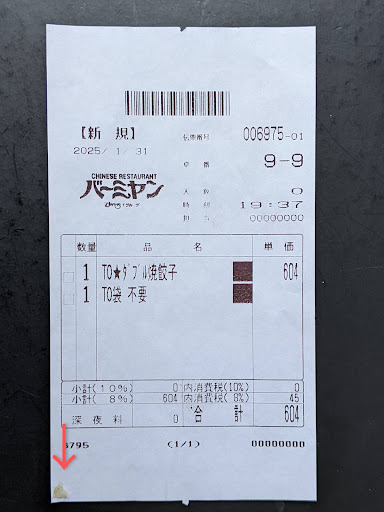 【新 規】
伝票番号 006975-01
2025/ 1/31
卓 番 9-9
CHINESE RESTAURANT
バーミヤン
人 数 0
時 刻 19:37
担 当 00000000
数量 品 名 単 価
1 TO★ダブル焼餃子 604
1 TO袋 不要
小計(10%) 0 内消費税(10%) 0
小計( 8%) 604 内消費税( 8%) 45
深 夜 料 0 合 計 604
6795 (1/1) 00000000